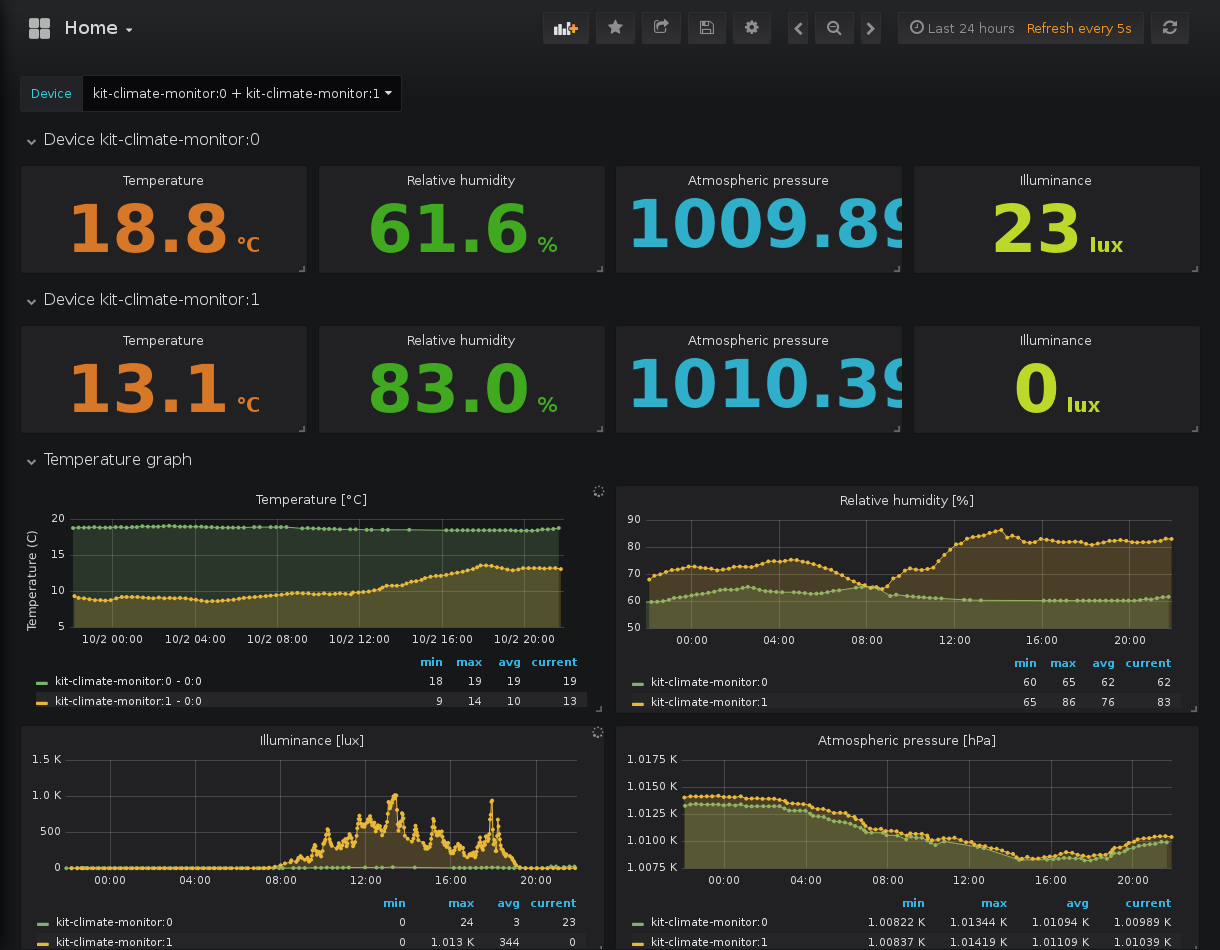 Home
Last 24 hours Refresh every 5s
Device kit-climate-monitor:0 + kit-climate-monitor:1
Device kit-climate-monitor:0
Temperature Relative humidity Atmospheric pressure Illuminance
18.8 °C 61.6 % 1009.89 23 lux
Device kit-climate-monitor:1
Temperature Relative humidity Atmospheric pressure Illuminance
13.1 °C 83.0 % 1010.39 0 lux
Temperature graph
Temperature [°C]
Temperature (C)
20
15
10
5
10/2 00:00 10/2 04:00 10/2 08:00 10/2 12:00 10/2 16:00 10/2 20:00
min max avg current
kit-climate-monitor:0 - 0:0 18 19 19 19
kit-climate-monitor:1 - 0:0 9 14 10 13
Relative humidity [%]
90
80
70
60
50
00:00 04:00 08:00 12:00 16:00 20:00
min max avg current
kit-climate-monitor:0 60 65 62 62
kit-climate-monitor:1 65 86 76 83
Illuminance [lux]
1.5 K
1.0 K
500
0
00:00 04:00 08:00 12:00 16:00 20:00
min max avg current
kit-climate-monitor:0 0 24 3 23
kit-climate-monitor:1 0 1.013 K 344 0
Atmospheric pressure [hPa]
1.0175 K
1.0150 K
1.0125 K
1.0100 K
1.0075 K
00:00 04:00 08:00 12:00 16:00 20:00
min max avg current
kit-climate-monitor:0 1.00822 K 1.01344 K 1.01094 K 1.00989 K
kit-climate-monitor:1 1.00837 K 1.01419 K 1.01109 K 1.01039 K